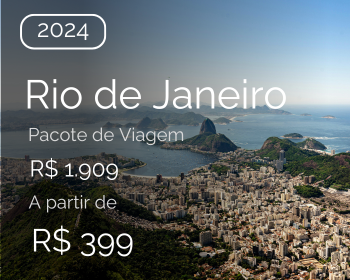 2024
Rio de Janeiro
Pacote de Viagem
R$ 1.909
A partir de
R$ 399